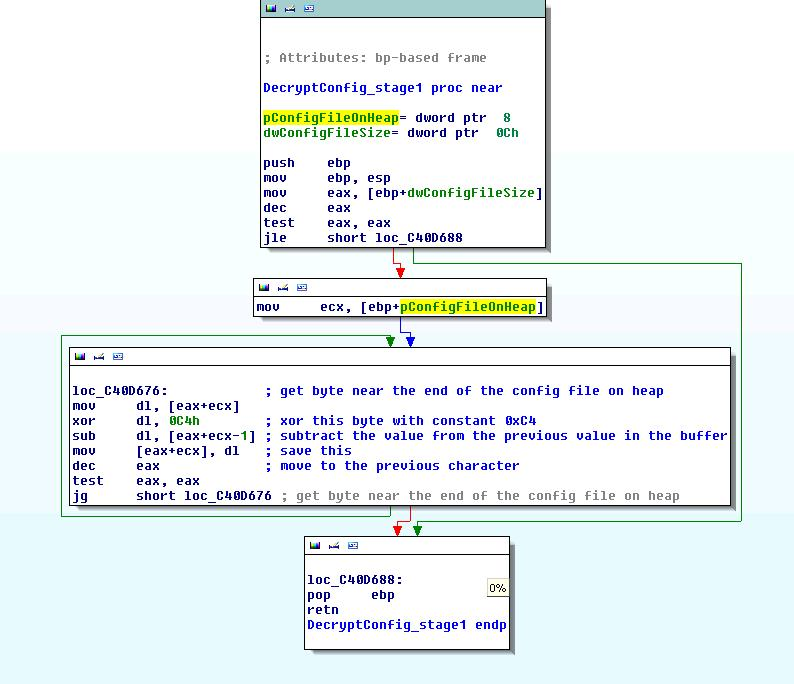 ; Attributes: bp-based frame
DecryptConfig_stage1 proc near
pConfigFileOnHeap= dword ptr  8
dwConfigFileSize= dword ptr  0Ch
push    ebp
mov     ebp, esp
mov     eax, [ebp+dwConfigFileSize]
dec     eax
test    eax, eax
jle     short loc_C40D688
mov     ecx, [ebp+pConfigFileOnHeap]
loc_C40D676:            ; get byte near the end of the config file on heap
mov     dl, [eax+ecx]
xor     dl, 0C4h        ; xor this byte with constant 0xC4
sub     dl, [eax+ecx-1] ; subtract the value from the previous value in the buffer
mov     [eax+ecx], dl   ; save this
dec     eax             ; move to the previous character
test    eax, eax
jg      short loc_C40D676 ; get byte near the end of the config file on heap
loc_C40D688:
pop     ebp
0%
retn
DecryptConfig_stage1 endp